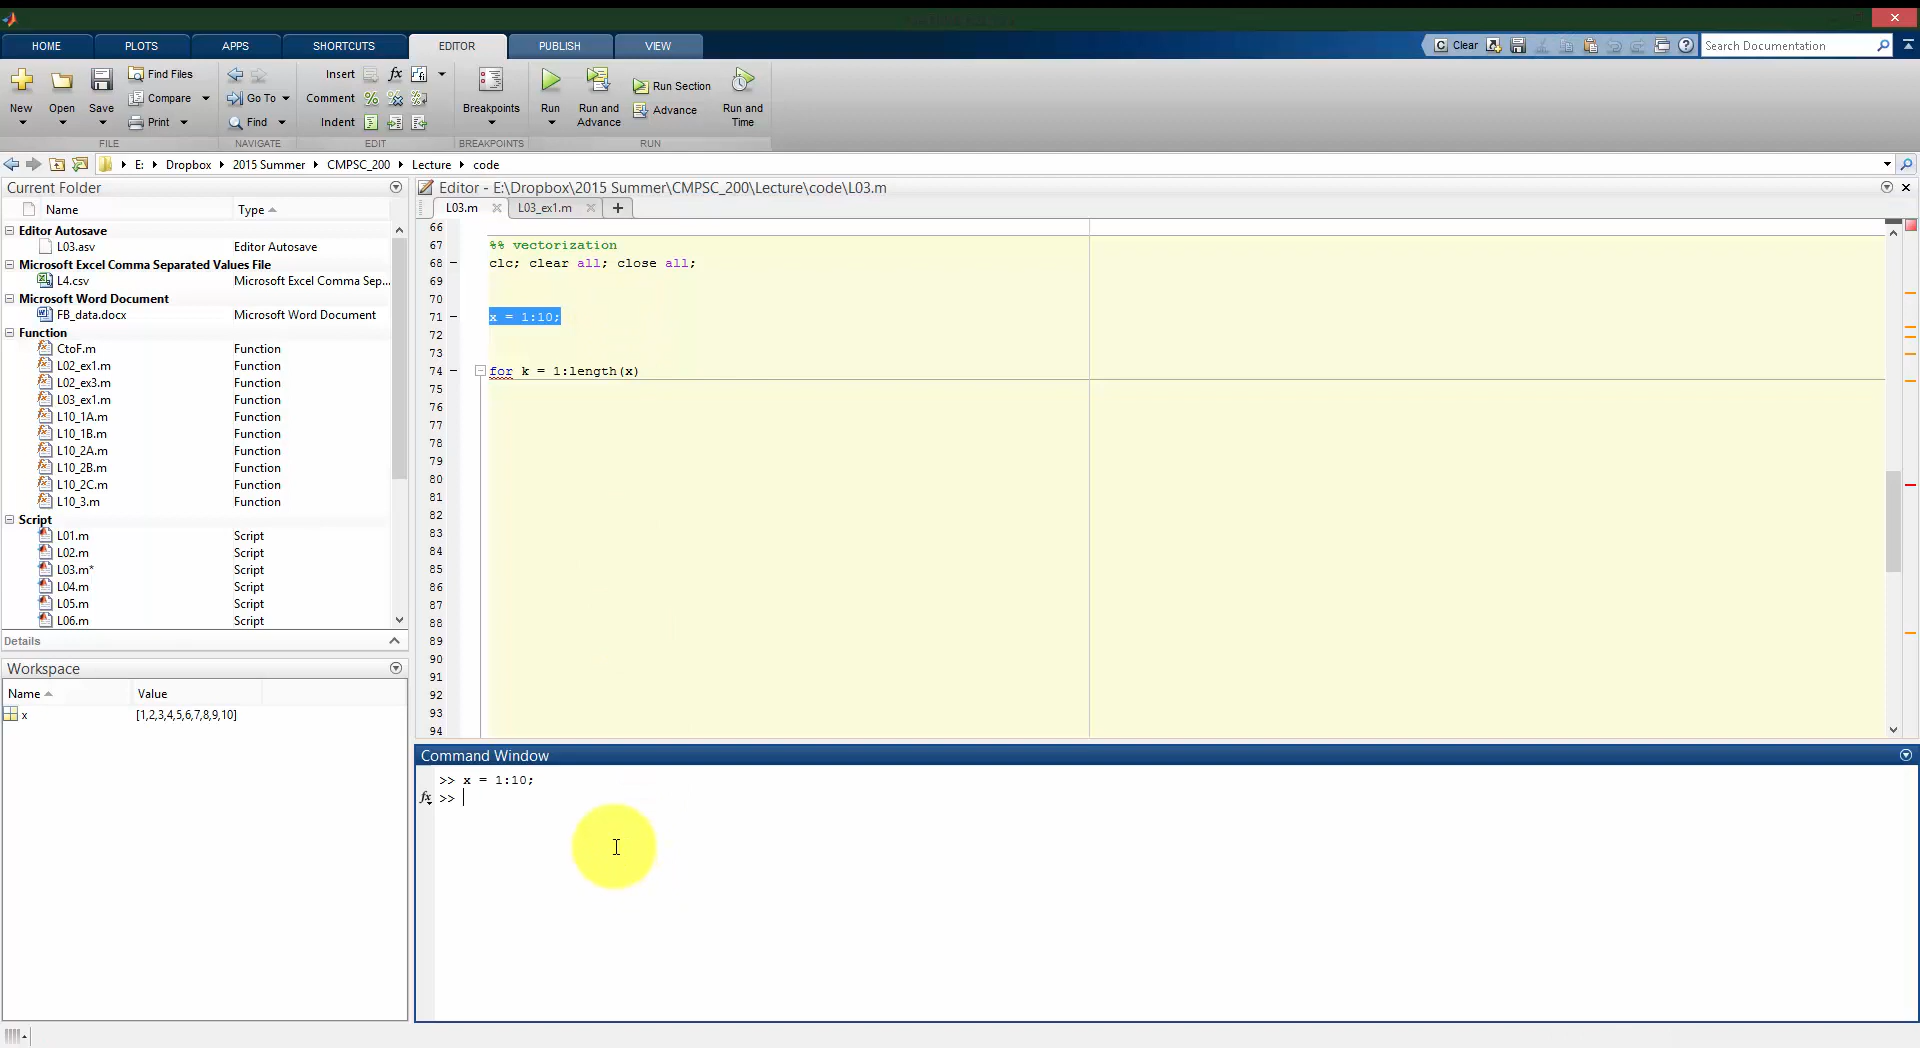 HOME PLOTS APPS SHORTCUTS EDITOR PUBLISH VIEW Clear Search Documentation
New Open Save Find Files Compare Print FILE
Go To Find NAVIGATE
Insert fx Comment Indent EDIT
Breakpoints BREAKPOINTS
Run Run and Advance Run Section Advance Run and Time RUN
E: Dropbox 2015 Summer CMPSC_200 Lecture code
Current Folder
Name Type
Editor Autosave
L03.asv Editor Autosave
Microsoft Excel Comma Separated Values File
L4.csv Microsoft Excel Comma Sep...
Microsoft Word Document
FB_data.docx Microsoft Word Document
Function
CtoF.m Function
L02_ex1.m Function
L02_ex3.m Function
L03_ex1.m Function
L10_1A.m Function
L10_1B.m Function
L10_2A.m Function
L10_2B.m Function
L10_2C.m Function
L10_3.m Function
Script
L01.m Script
L02.m Script
L03.m* Script
L04.m Script
L05.m Script
L06.m Script
Details
Workspace
Name Value
x [1,2,3,4,5,6,7,8,9,10]
Editor - E:\Dropbox\2015 Summer\CMPSC_200\Lecture\code\L03.m
L03.m L03_ex1.m
66
67 %% vectorization
68 clc; clear all; close all;
69
70
71 x = 1:10;
72
73
74 for k = 1:length(x)
75
76
77
78
79
80
81
82
83
84
85
86
87
88
89
90
91
92
93
94
Command Window
>> x = 1:10;
fx >>